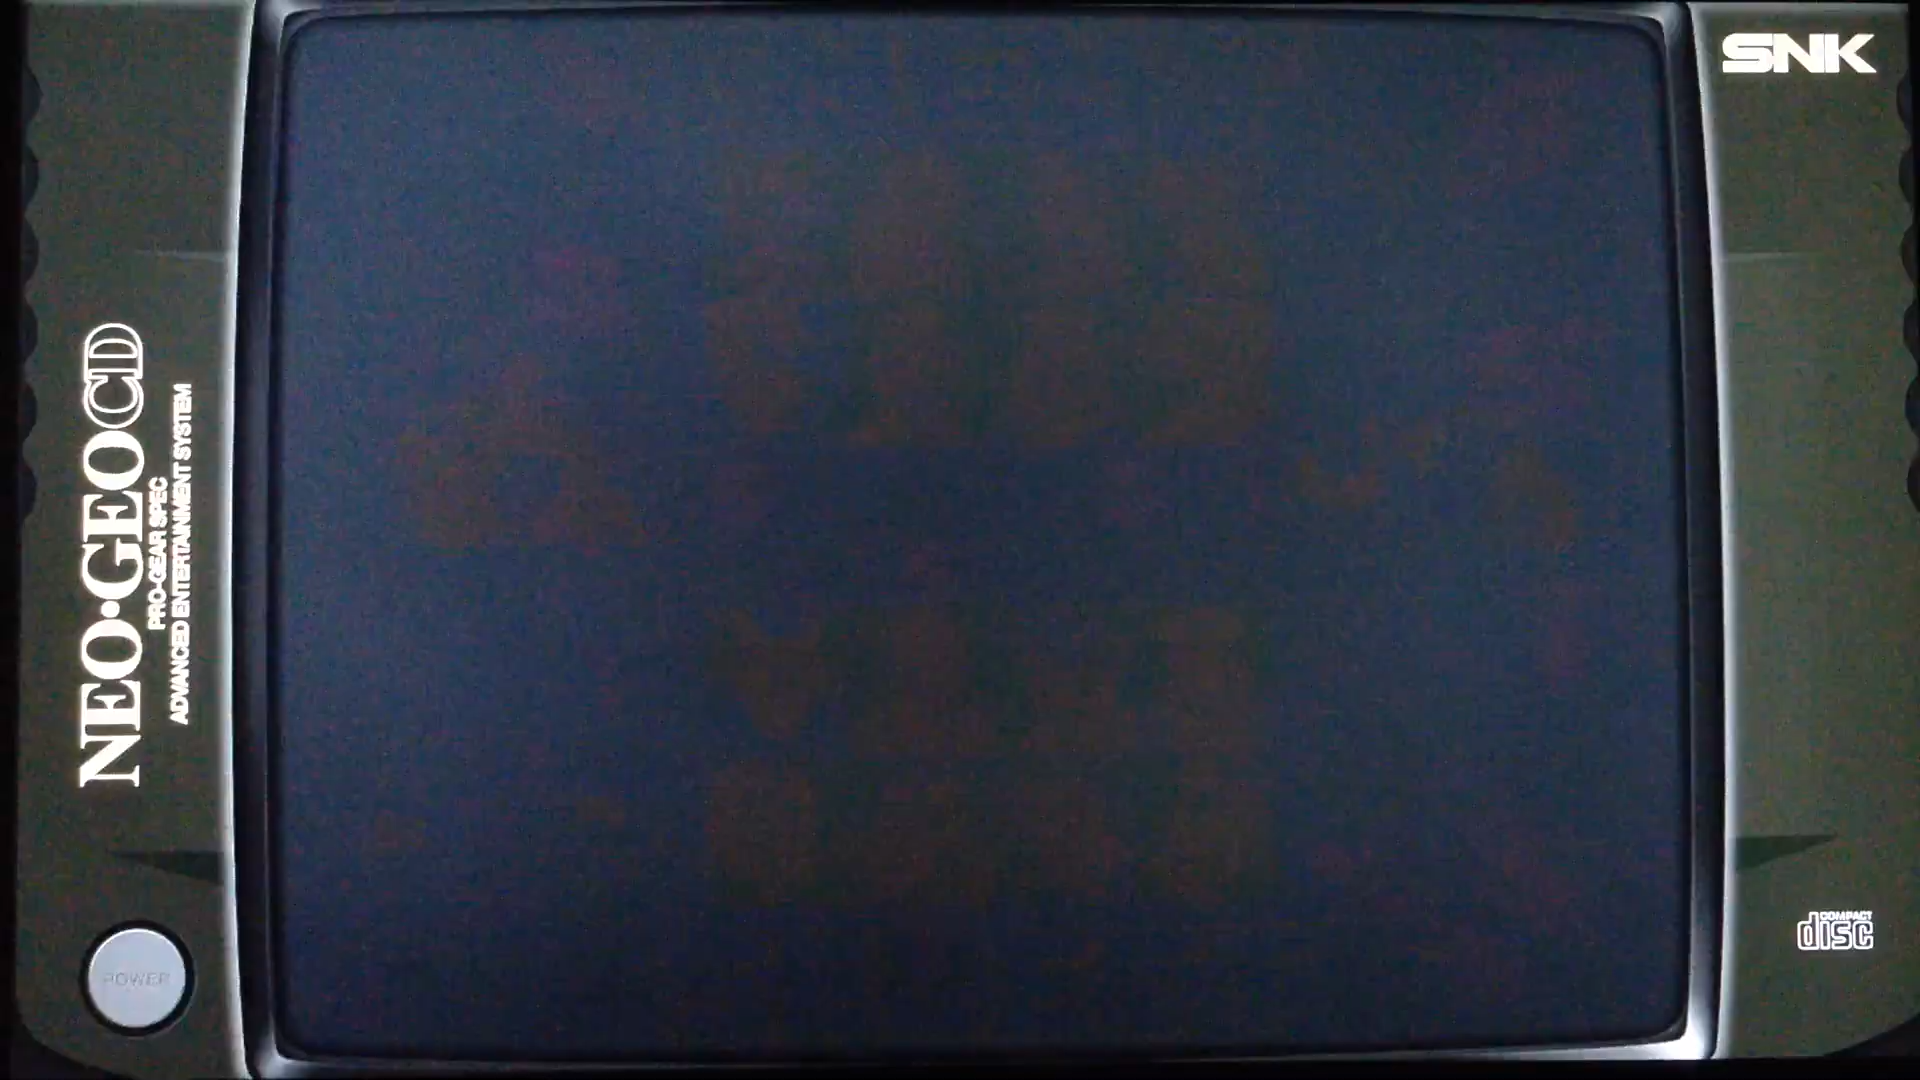 SNK
NEO•GEO CD
PRO-GEAR SPEC
ADVANCED ENTERTAINMENT SYSTEM
POWER
COMPACT
disc